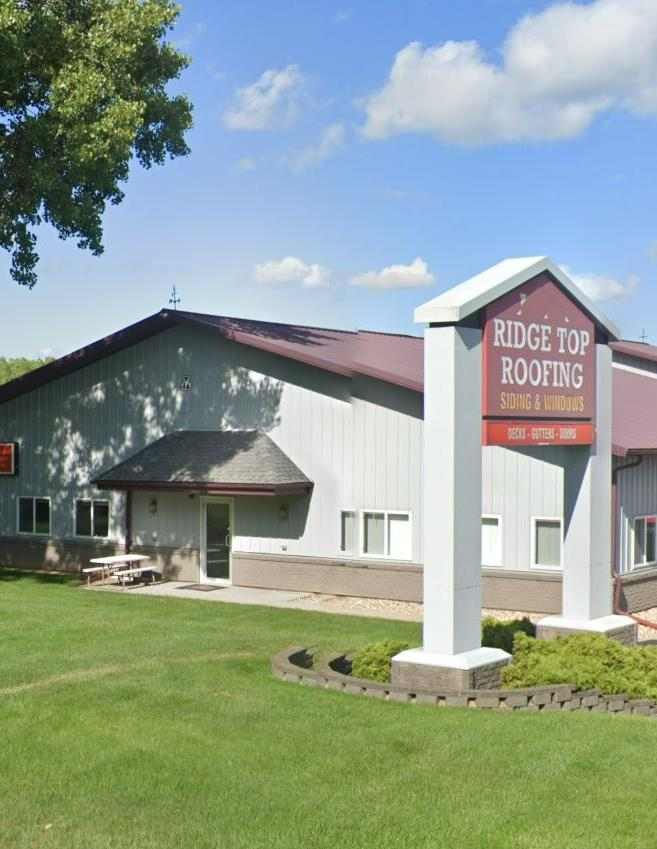 RIDGE TOP
ROOFING
SIDING & WINDOWS
DECKS - GUTTERS - DOORS